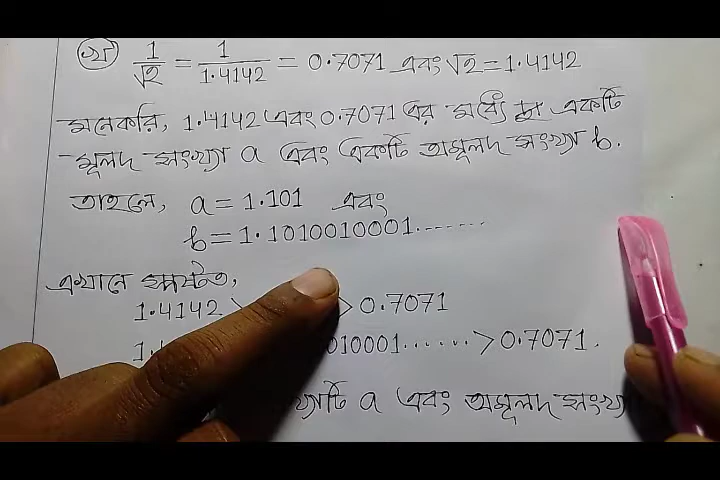 (খ) 1/√2 = 1/1.4142 = 0.7071 এবং √2 = 1.4142
মনেকরি, 1.4142 এবং 0.7071 এর মধ্যে একটি
মূলদ সংখ্যা a এবং একটি অমূলদ সংখ্যা b.
তাহলে, a = 1.101 এবং
b = 1.1010010001.......
এখানে স্পষ্টত,
1.4142 > > 0.7071
1. 010001...... > 0.7071.
a এবং অমূলদ সংখ্যা